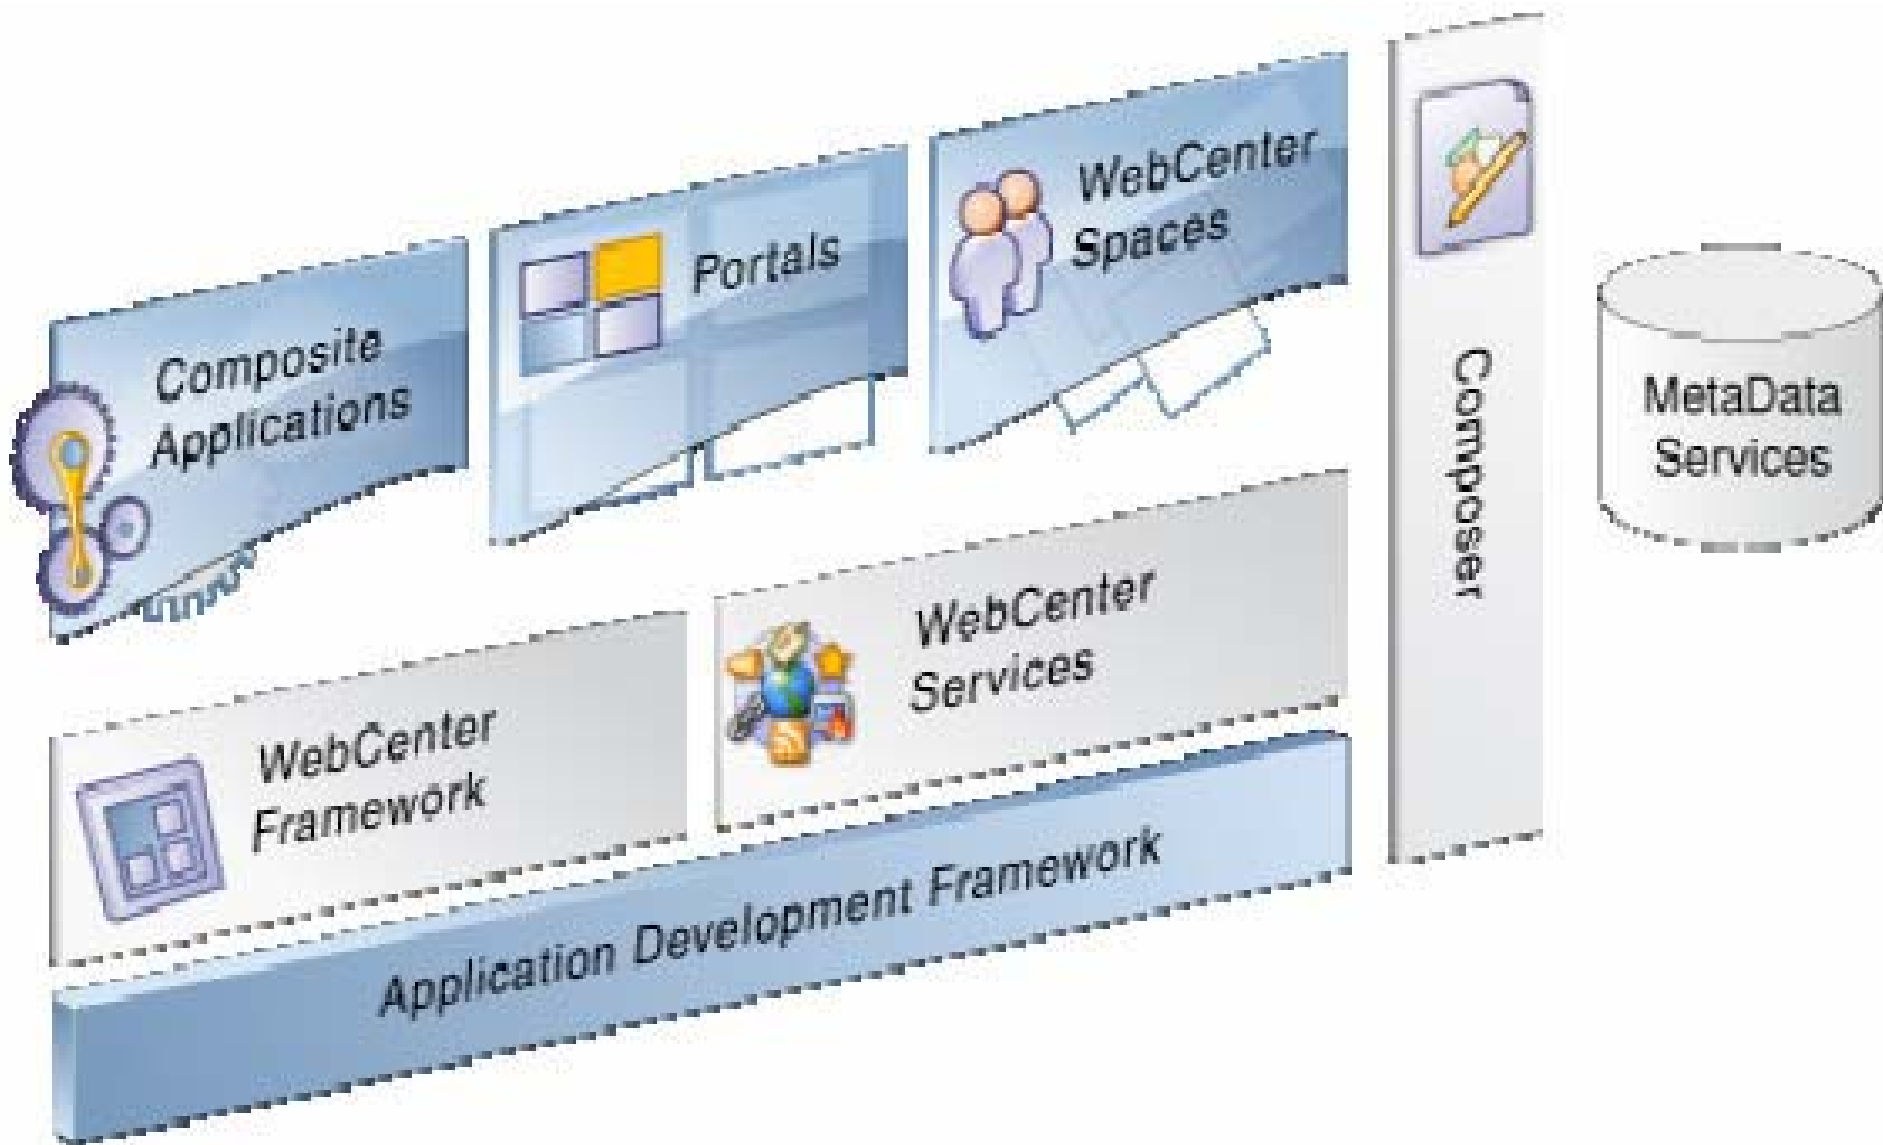 Composite
Applications
Portals
WebCenter
Spaces
WebCenter
Framework
WebCenter
Services
Application Development Framework
Composer
MetaData
Services